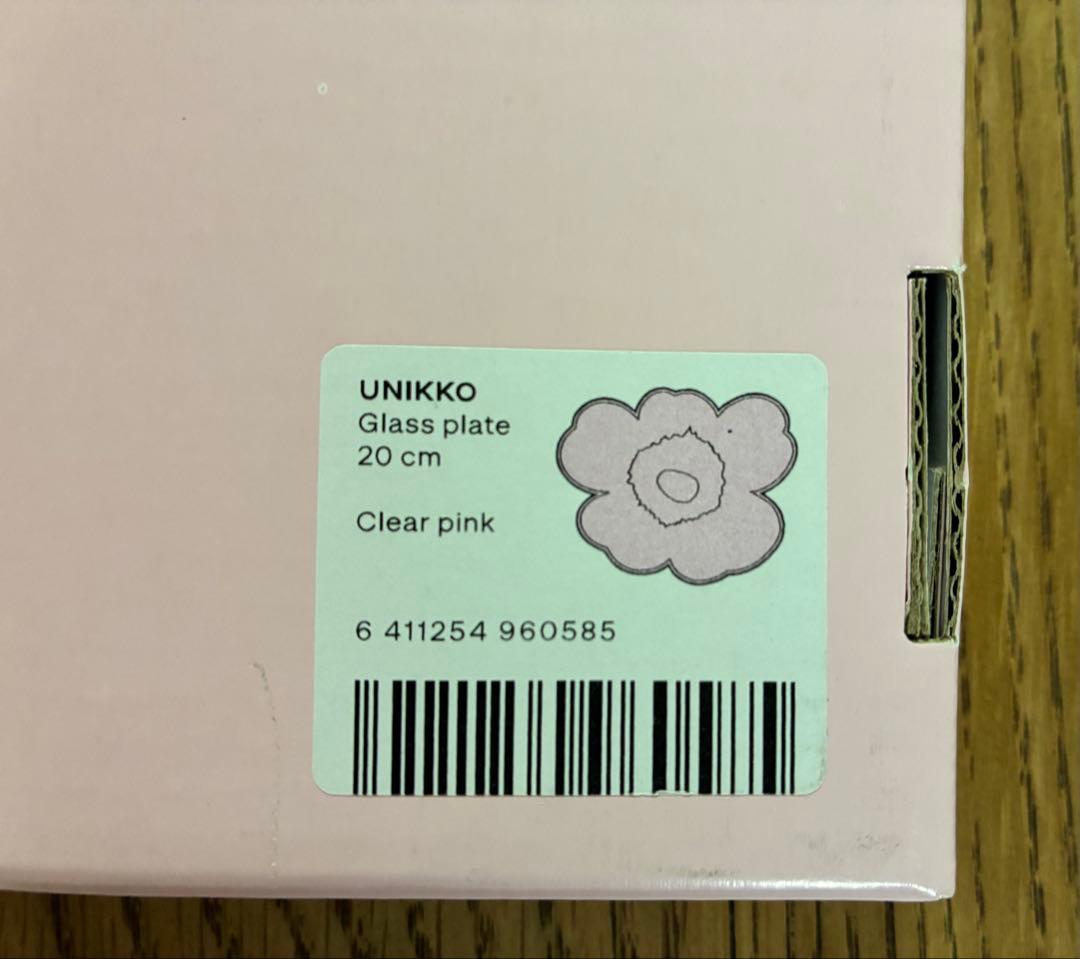 UNIKKO
Glass plate
20 cm
Clear pink
6 411254 960585